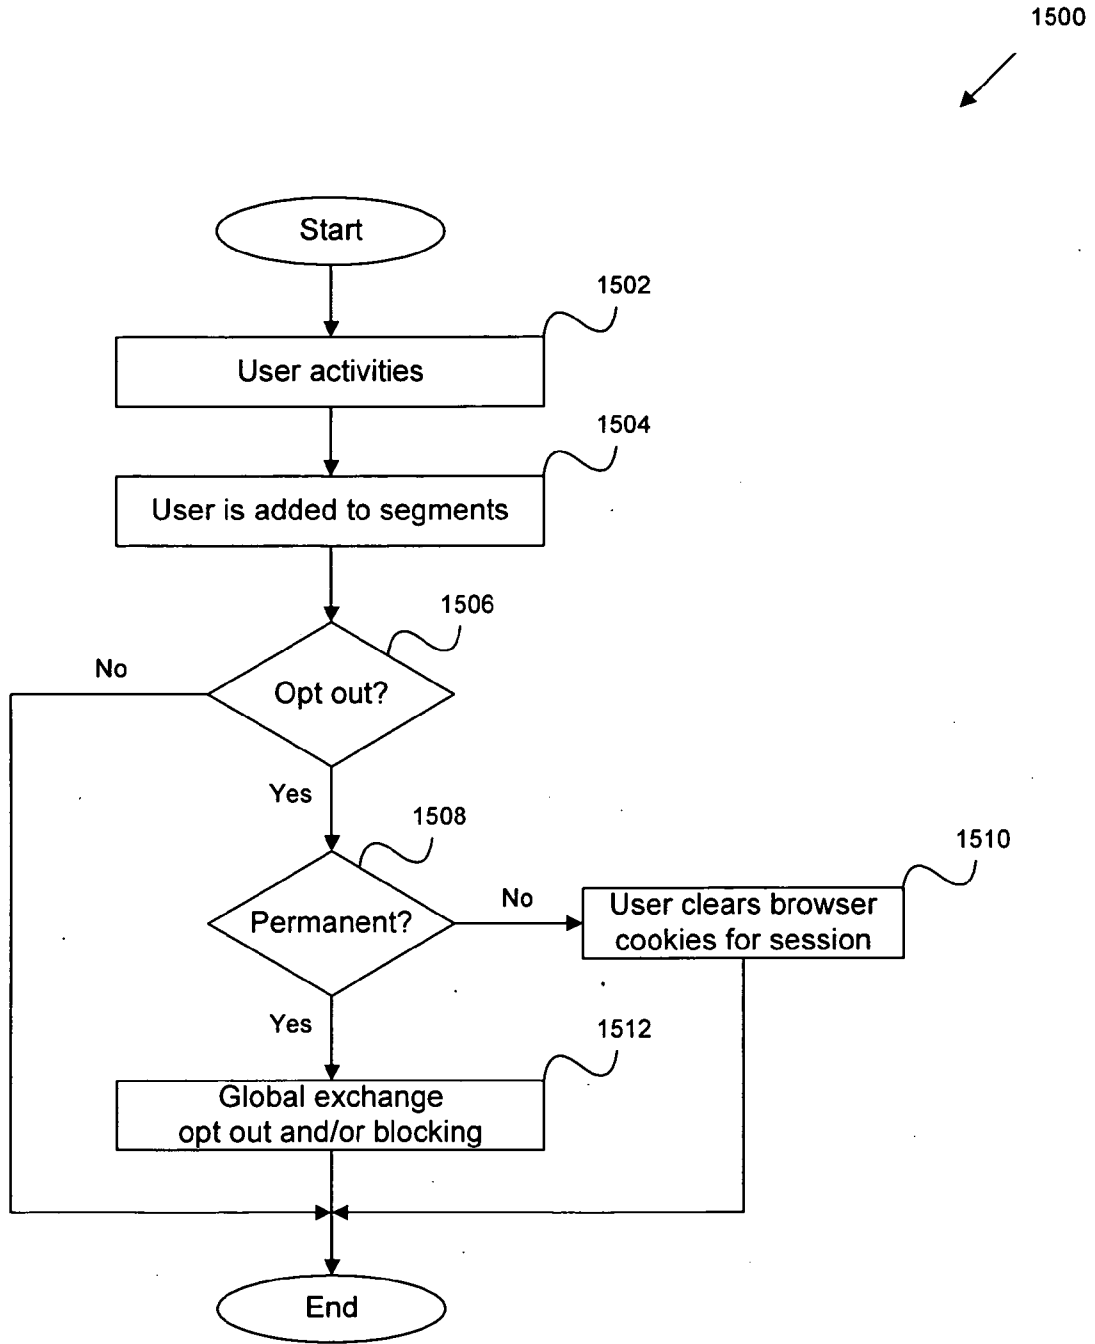 1500
Start
1502
User activities
1504
User is added to segments
1506
No
Opt out?
Yes
1508
1510
Permanent?
No
User clears browser
cookies for session
Yes
1512
Global exchange
opt out and/or blocking
End